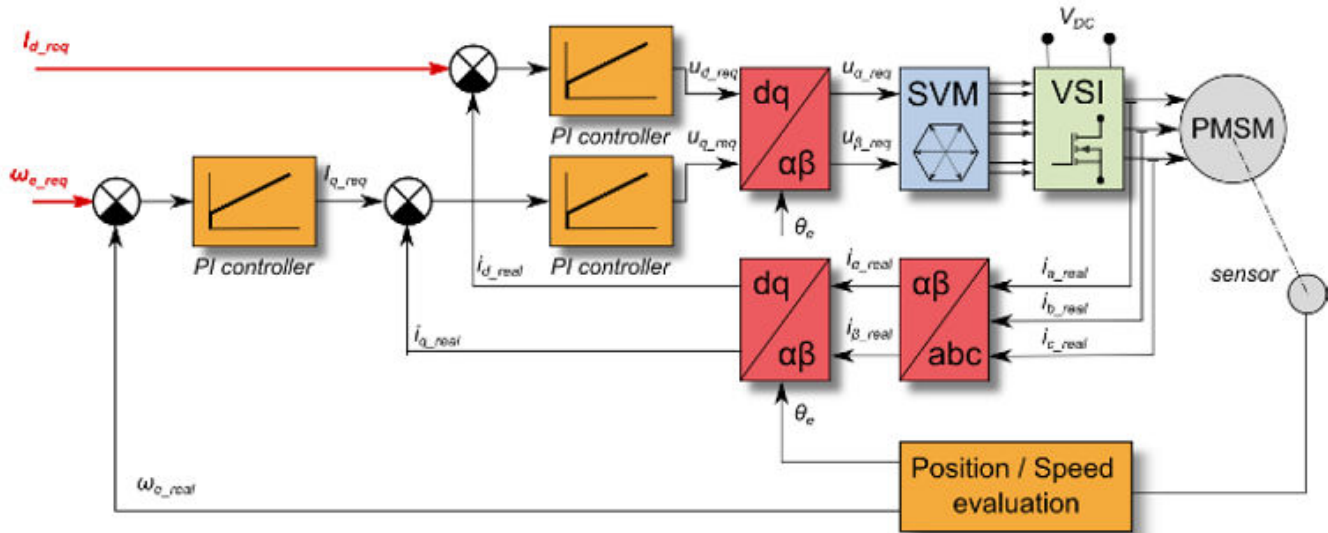 V_DC
I_d_req
u_d_req
u_α_req
dq
αβ
SVM
VSI
PMSM
PI controller
u_q_req
u_β_req
ω_e_req
I_q_req
θ_e
PI controller
PI controller
i_d_real
i_α_real
i_a_real
sensor
dq
αβ
αβ
abc
i_b_real
i_q_real
i_β_real
i_c_real
θ_e
Position / Speed
evaluation
ω_e_real